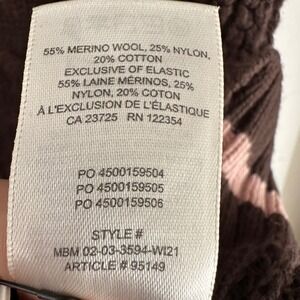 55% MERINO WOOL, 25% NYLON,
20% COTTON
EXCLUSIVE OF ELASTIC
55% LAINE MÉRINOS, 25%
NYLON, 20% COTON
À L'EXCLUSION DE L'ÉLASTIQUE
CA 23725 RN 122354
PO 4500159504
PO 4500159505
PO 4500159506
STYLE #
MBM 02-03-3594-WI21
ARTICLE # 95149